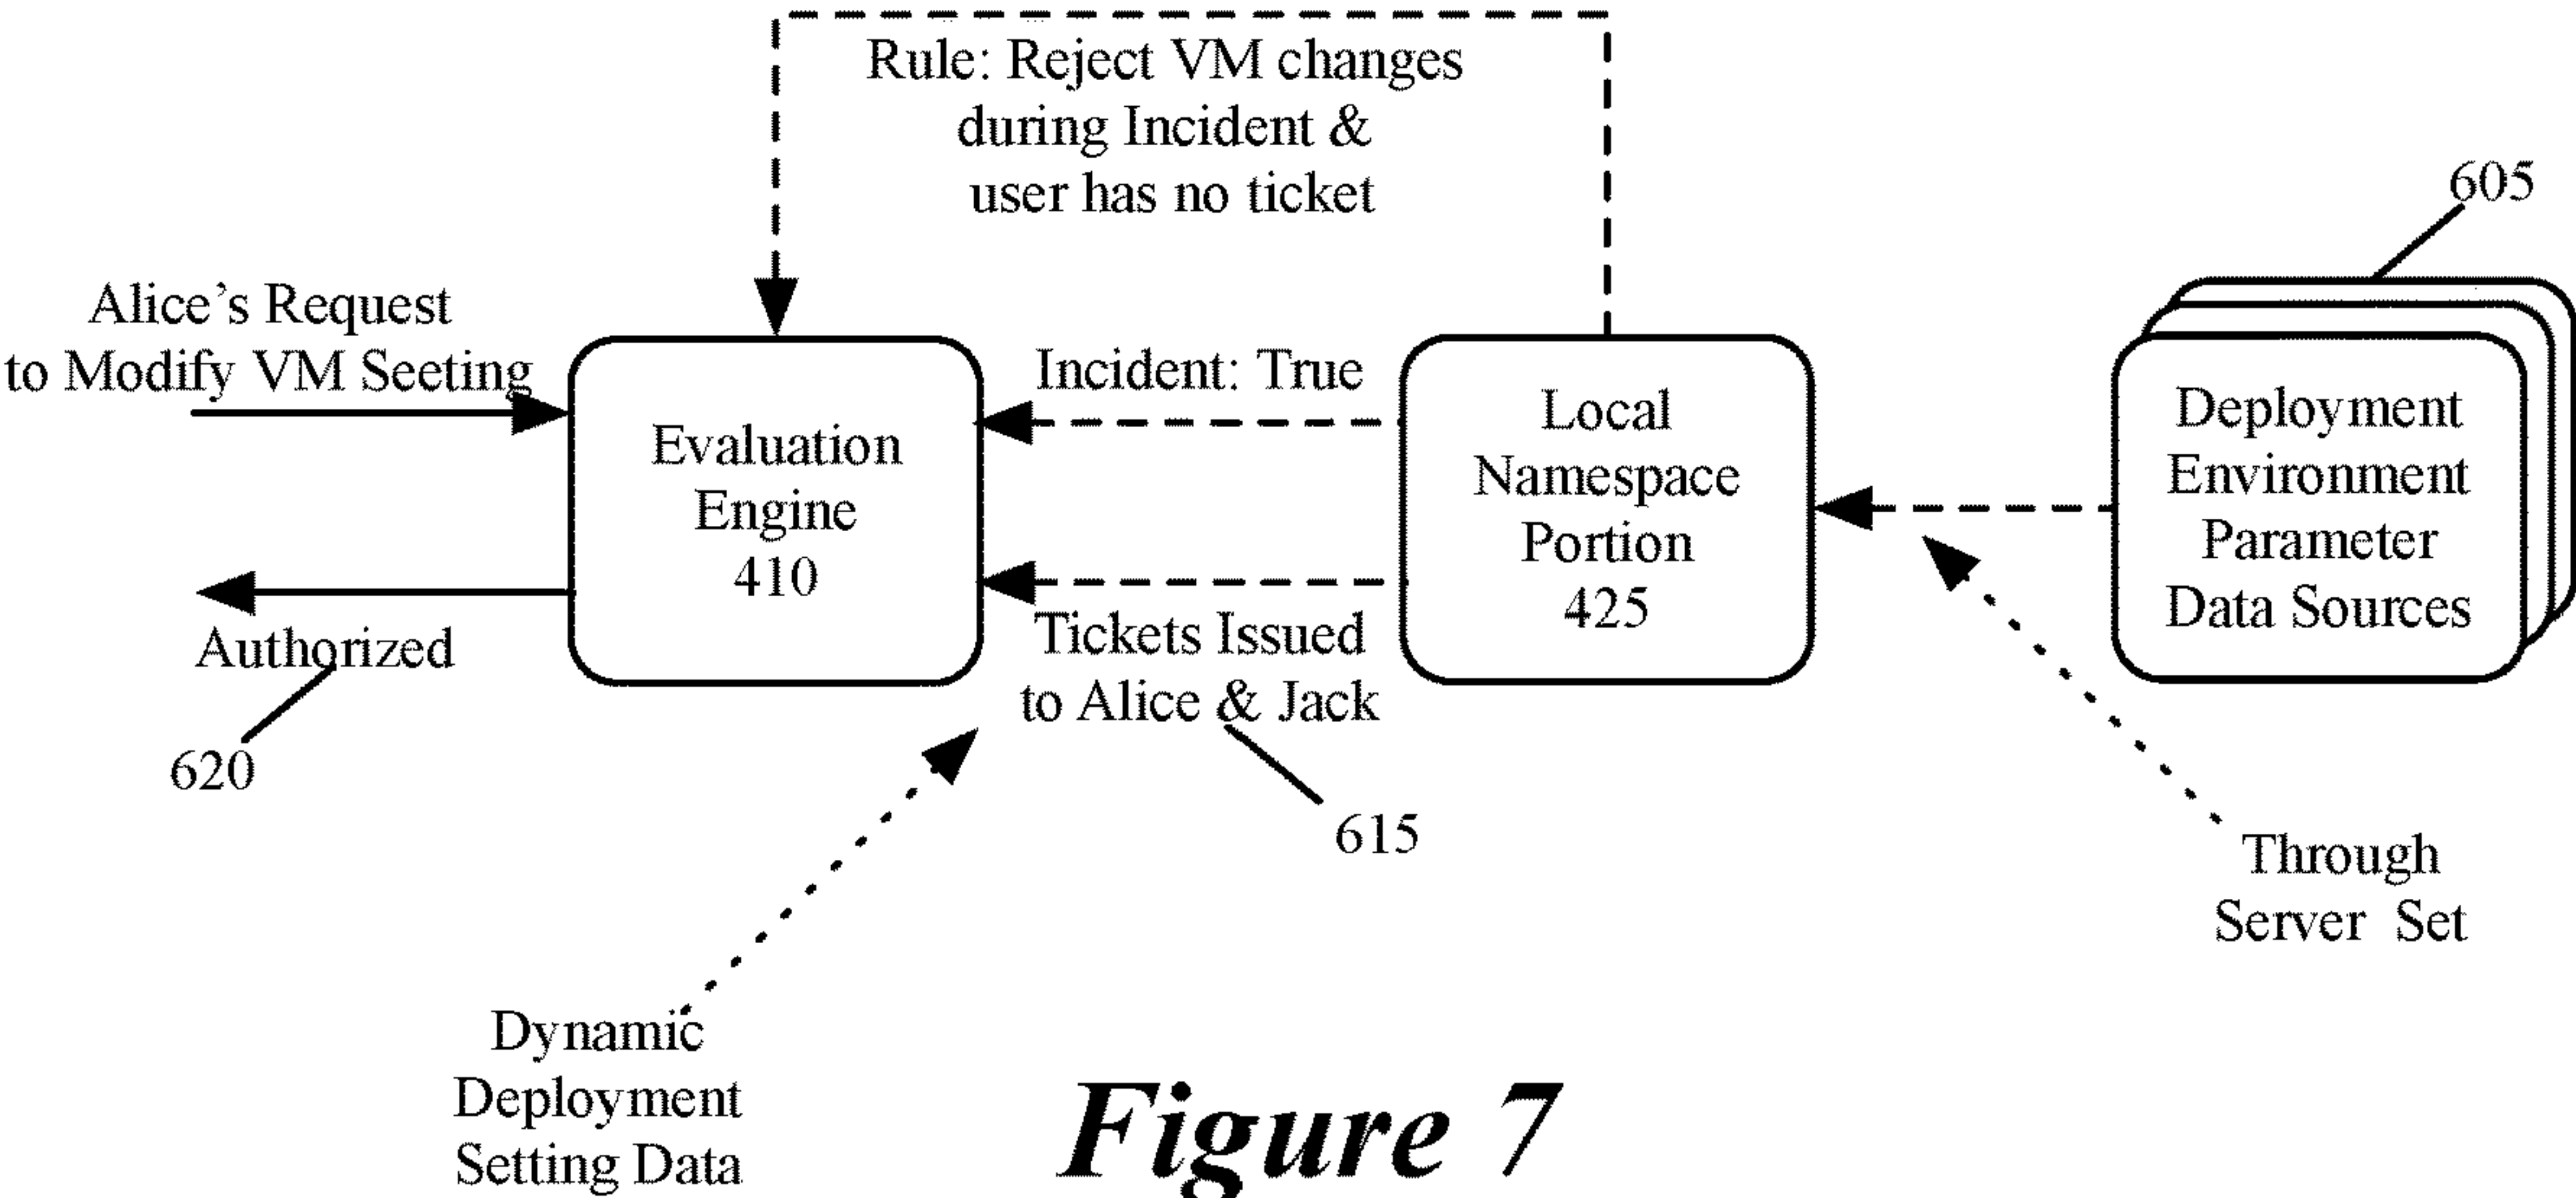 Rule: Reject VM changes
during Incident &
user has no ticket
605
Alice's Request
to Modify VM Seeting
Incident: True
Evaluation
Engine
410
Local
Namespace
Portion
425
Deployment
Environment
Parameter
Data Sources
Authorized
620
Tickets Issued
to Alice & Jack
615
Through
Server Set
Dynamic
Deployment
Setting Data
Figure 7